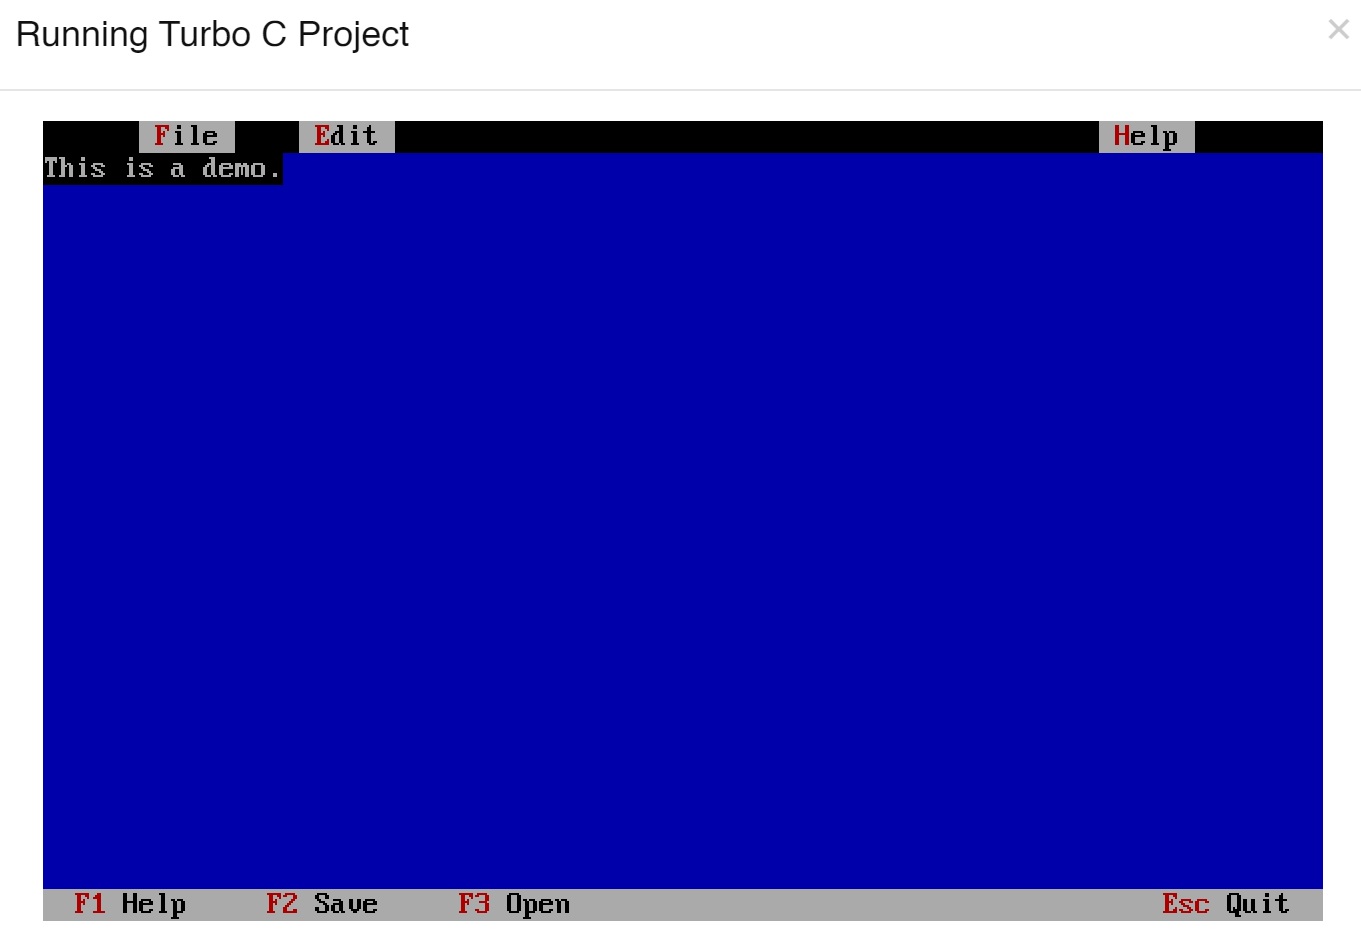 Running Turbo C Project ×
File Edit Help
This is a demo.
F1 Help F2 Save F3 Open Esc Quit